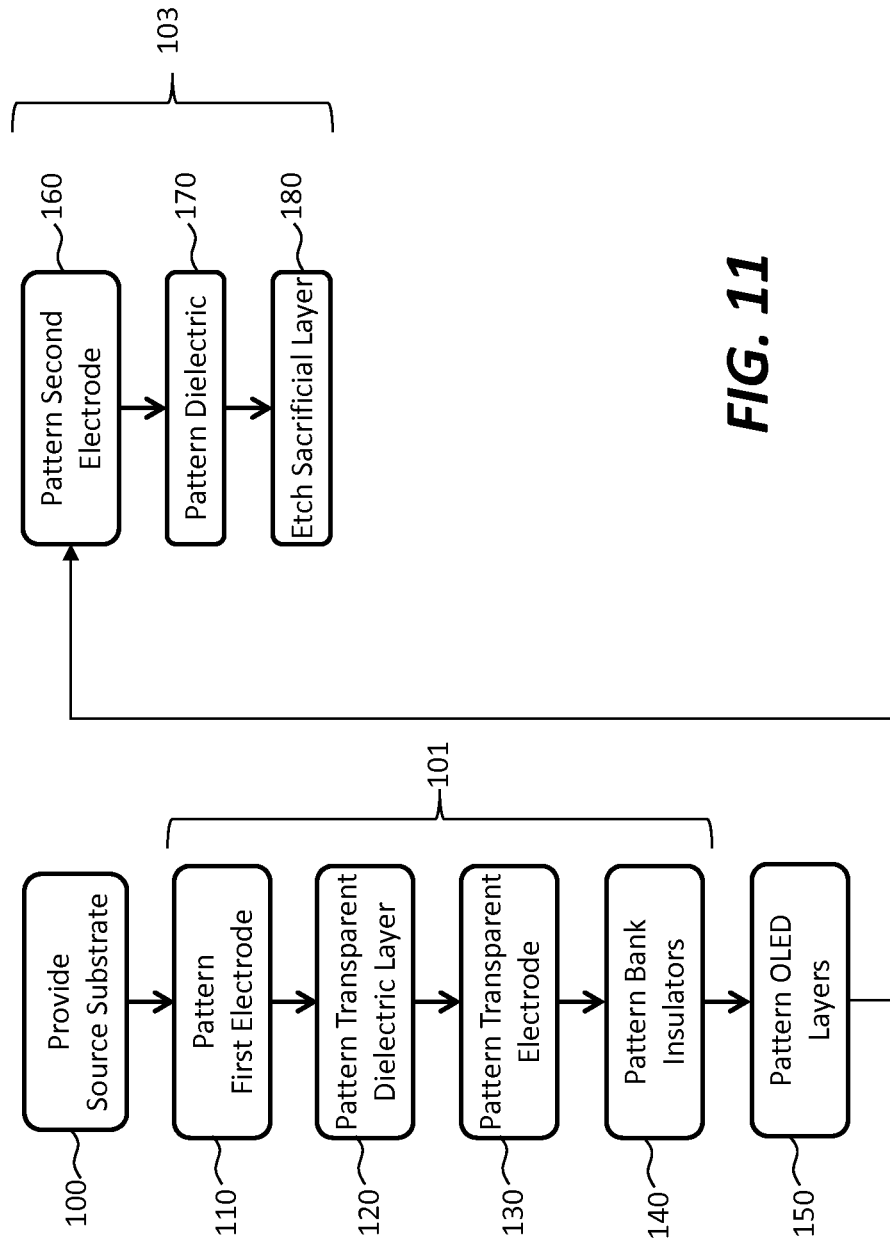 100
Provide
Source Substrate
110
Pattern
First Electrode
120
Pattern Transparent
Dielectric Layer
130
Pattern Transparent
Electrode
140
Pattern Bank
Insulators
150
Pattern OLED
Layers
101
Pattern Second
Electrode
160
Pattern Dielectric
170
Etch Sacrificial Layer
180
103
FIG. 11